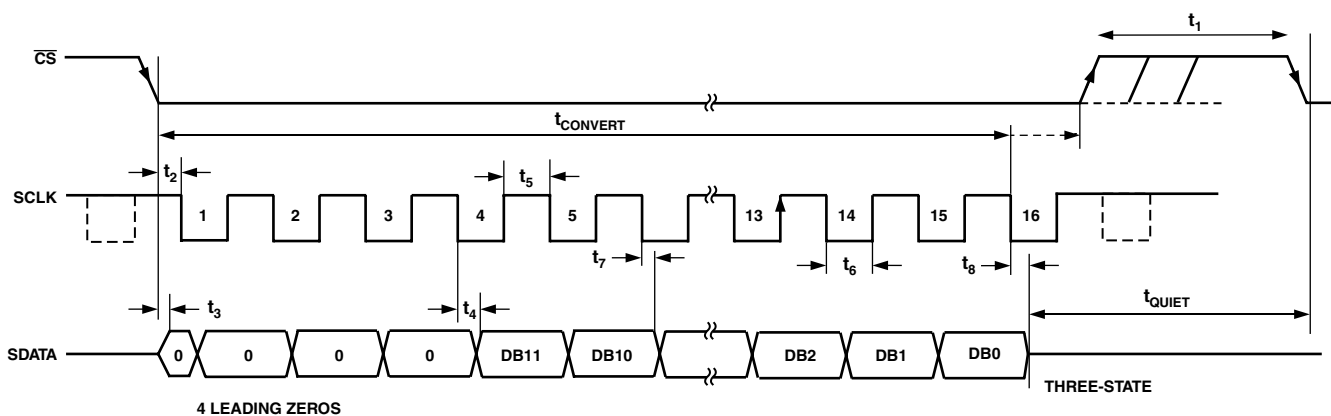 t1
CS
tCONVERT
t2
t5
SCLK
1 2 3 4 5 13 14 15 16
t7 t6 t8
t3 t4 tQUIET
SDATA
0 0 0 0 DB11 DB10 DB2 DB1 DB0
THREE-STATE
4 LEADING ZEROS